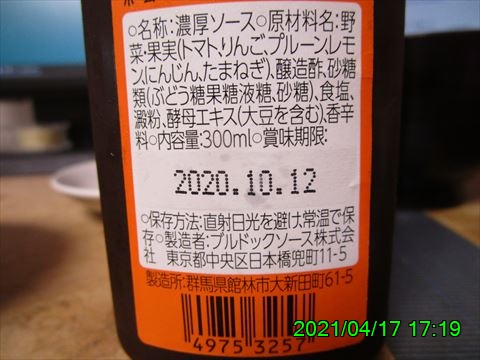 ○名称:濃厚ソース○原材料名:野
菜・果実(トマト、りんご、プルーン、レモ
ン、にんじん、たまねぎ)、醸造酢、砂糖
類(ぶどう糖果糖液糖、砂糖)、食塩、
澱粉、酵母エキス(大豆を含む)、香辛
料○内容量:300ml○賞味期限:
2020.10.12
○保存方法:直射日光を避け常温で保
存○製造者:ブルドックソース株式会
社 東京都中央区日本橋兜町11-5
製造所:群馬県館林市大新田町61-5
4975 3257
2021/04/17 17:19